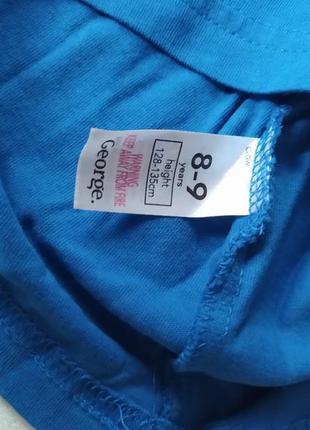 8-9
years
height
128-135cm
WARNING
KEEP
AWAY FROM FIRE
George.